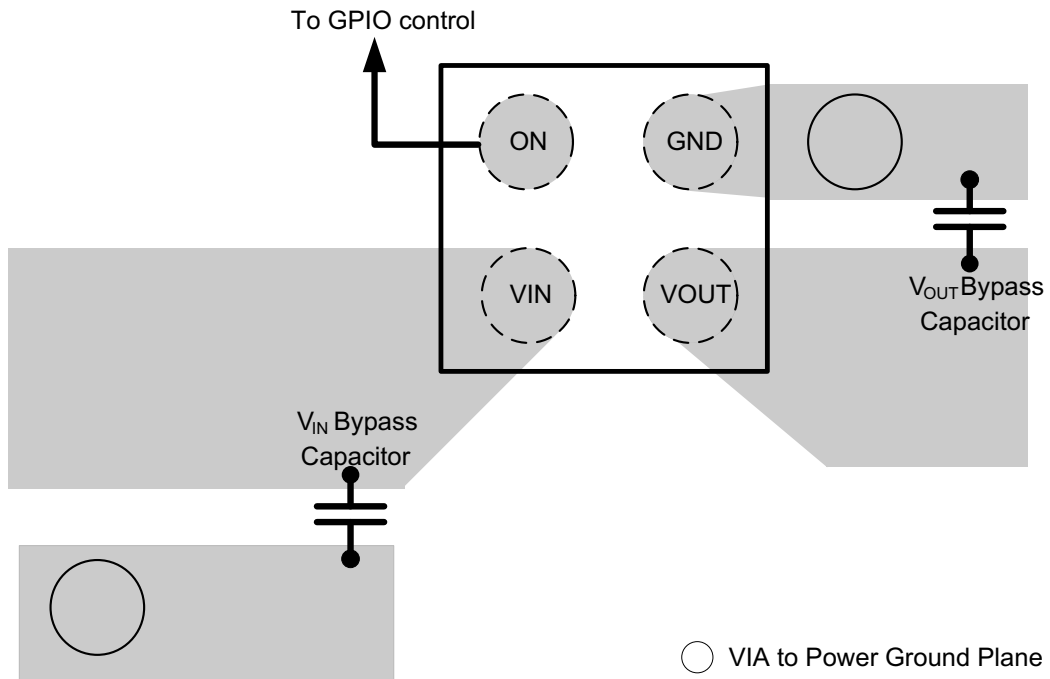 To GPIO control
ON
GND
VIN
VOUT
VOUT Bypass
Capacitor
VIN Bypass
Capacitor
VIA to Power Ground Plane